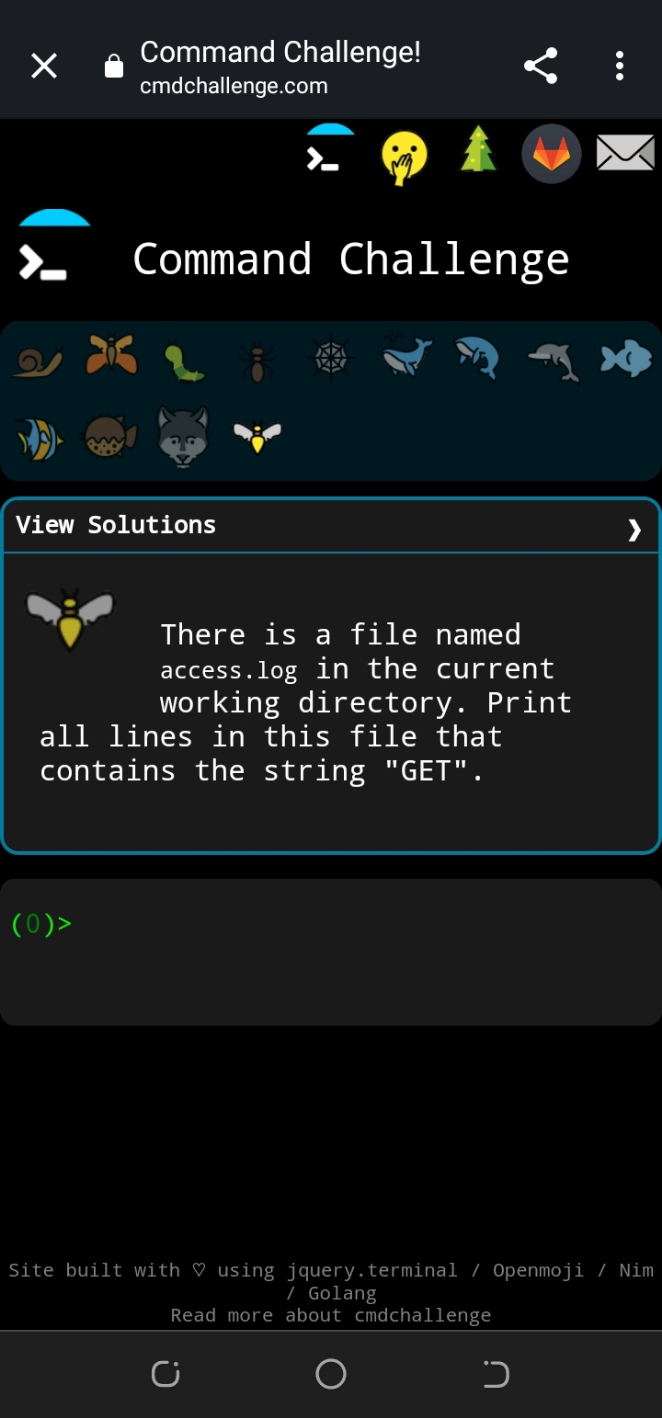 Command Challenge!
cmdchallenge.com
Command Challenge
View Solutions
There is a file named
access.log in the current
working directory. Print
all lines in this file that
contains the string "GET".
(0)>
Site built with ♡ using jquery.terminal / Openmoji / Nim
/ Golang
Read more about cmdchallenge